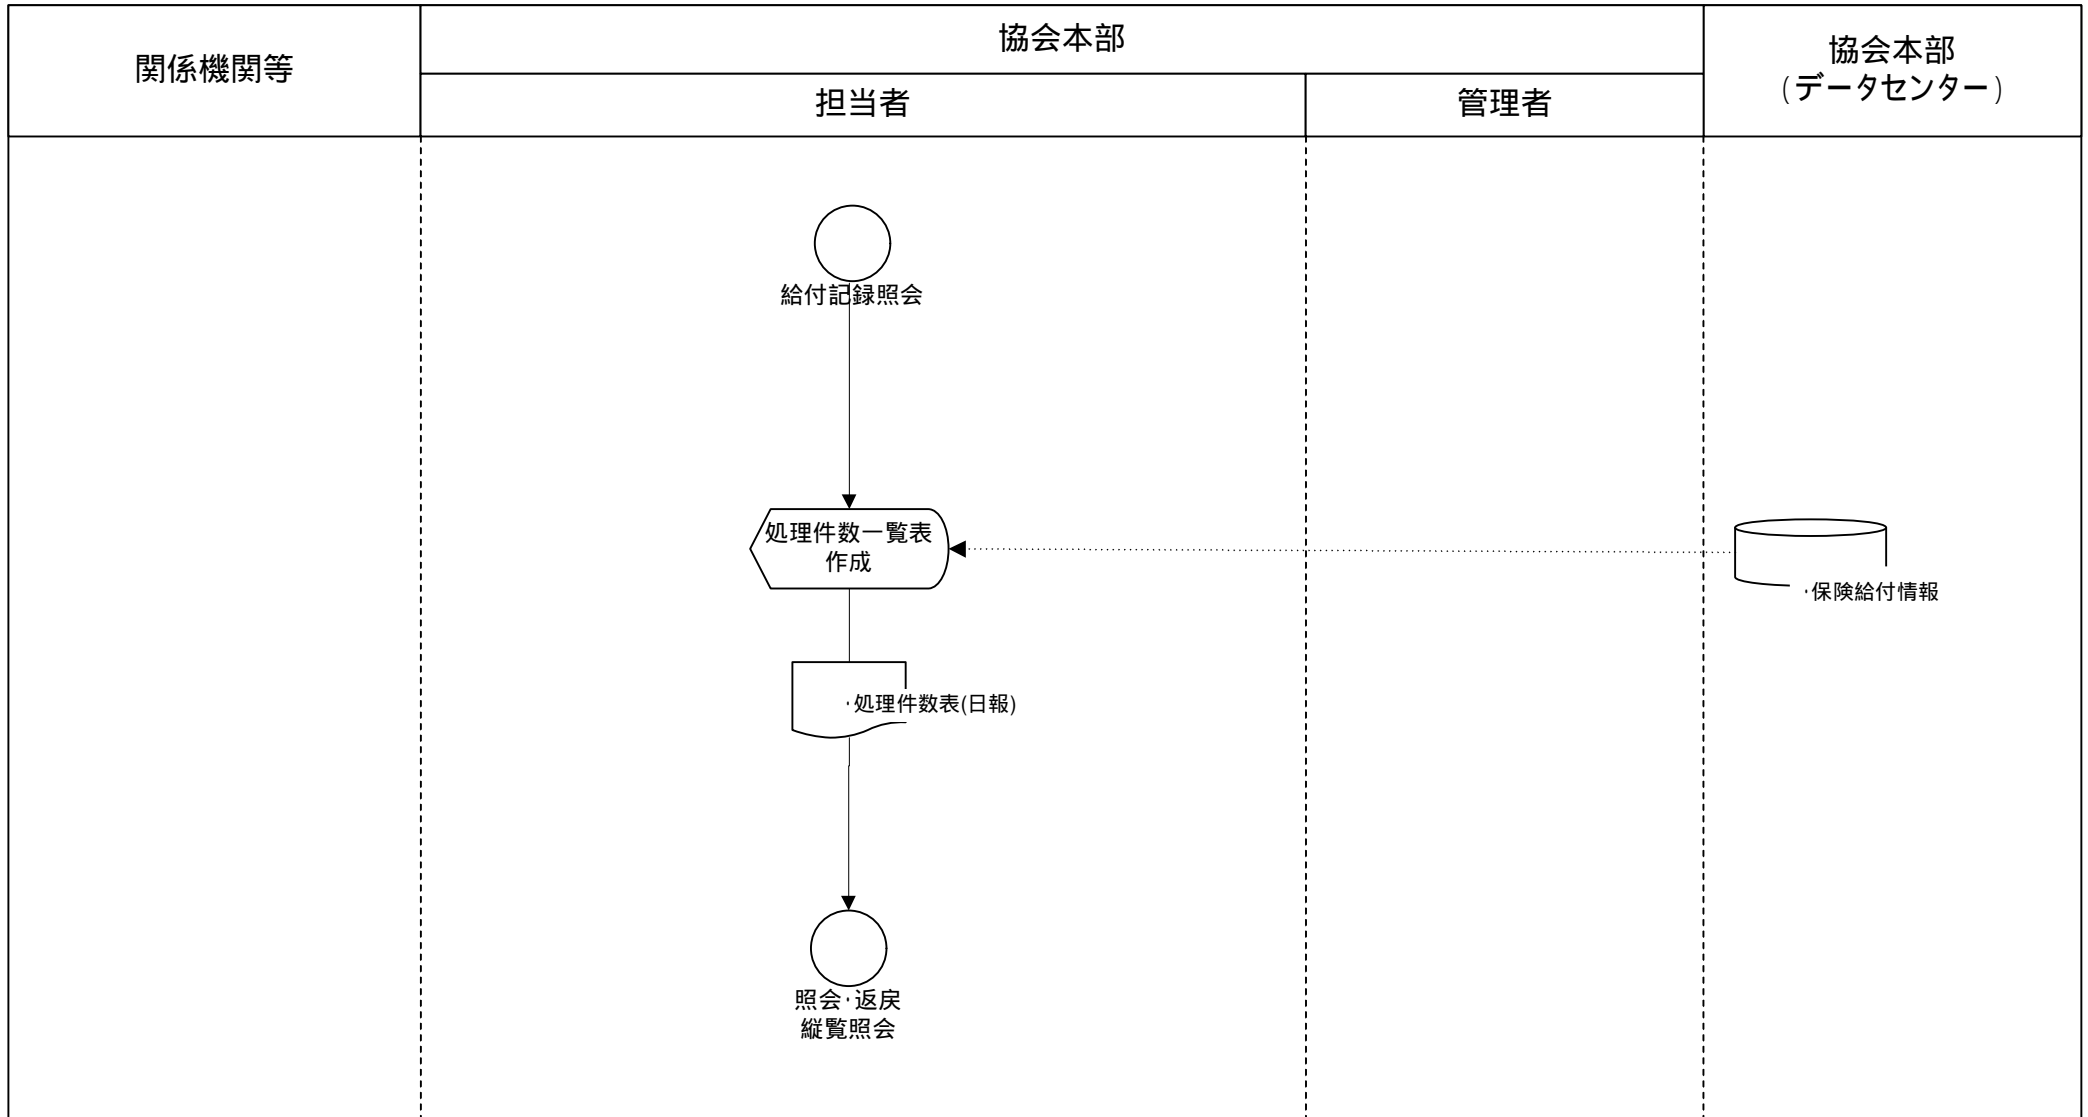 関係機関等
協会本部
担当者
管理者
協会本部
(データセンター)
給付記録照会
処理件数一覧表
作成
・保険給付情報
・処理件数表(日報)
照会・返戻
縦覧照会